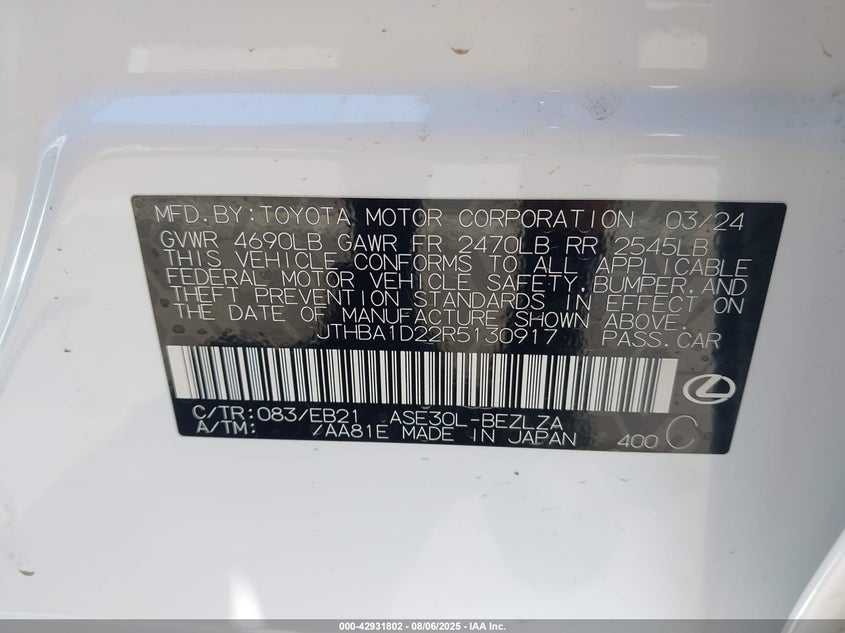 MFD. BY: TOYOTA MOTOR CORPORATION 03/24
GVWR 4690LB GAWR FR 2470LB RR 2545LB
THIS VEHICLE CONFORMS TO ALL APPLICABLE
FEDERAL MOTOR VEHICLE SAFETY, BUMPER, AND
THEFT PREVENTION STANDARDS IN EFFECT ON
THE DATE OF MANUFACTURE SHOWN ABOVE.
JTHBA1D22R5130917 PASS. CAR
C/TR: 083/EB21 ASE30L-BEZLZA
A/TM: /AA81E MADE IN JAPAN 400 C
000-42931802 - 08/06/2025 - IAA Inc.